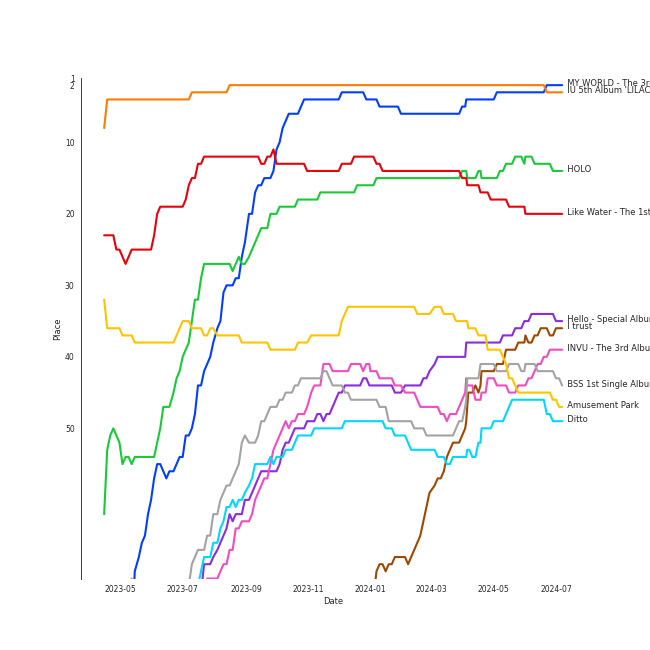 1
2
10
20
30
40
50
Place
2023-05
2023-07
2023-09
2023-11
2024-01
2024-03
2024-05
2024-07
Date
MY WORLD - The 3r
IU 5th Album 'LILAC
HOLO
Like Water - The 1st
Hello - Special Albu
I trust
INVU - The 3rd Albu
BSS 1st Single Albu
Amusement Park
Ditto